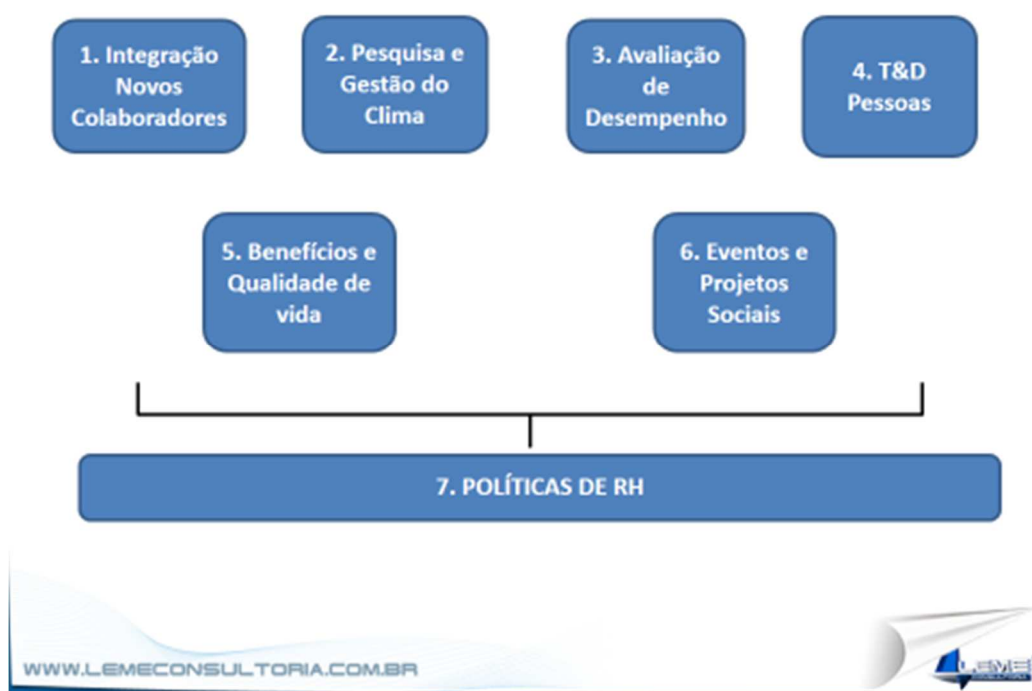 1. Integração
Novos
Colaboradores
2. Pesquisa e
Gestão do
Clima
3. Avaliação
de
Desempenho
4. T&D
Pessoas
5. Benefícios e
Qualidade de
vida
6. Eventos e
Projetos
Sociais
7. POLÍTICAS DE RH
WWW.LEMECONSULTORIA.COM.BR
LEME